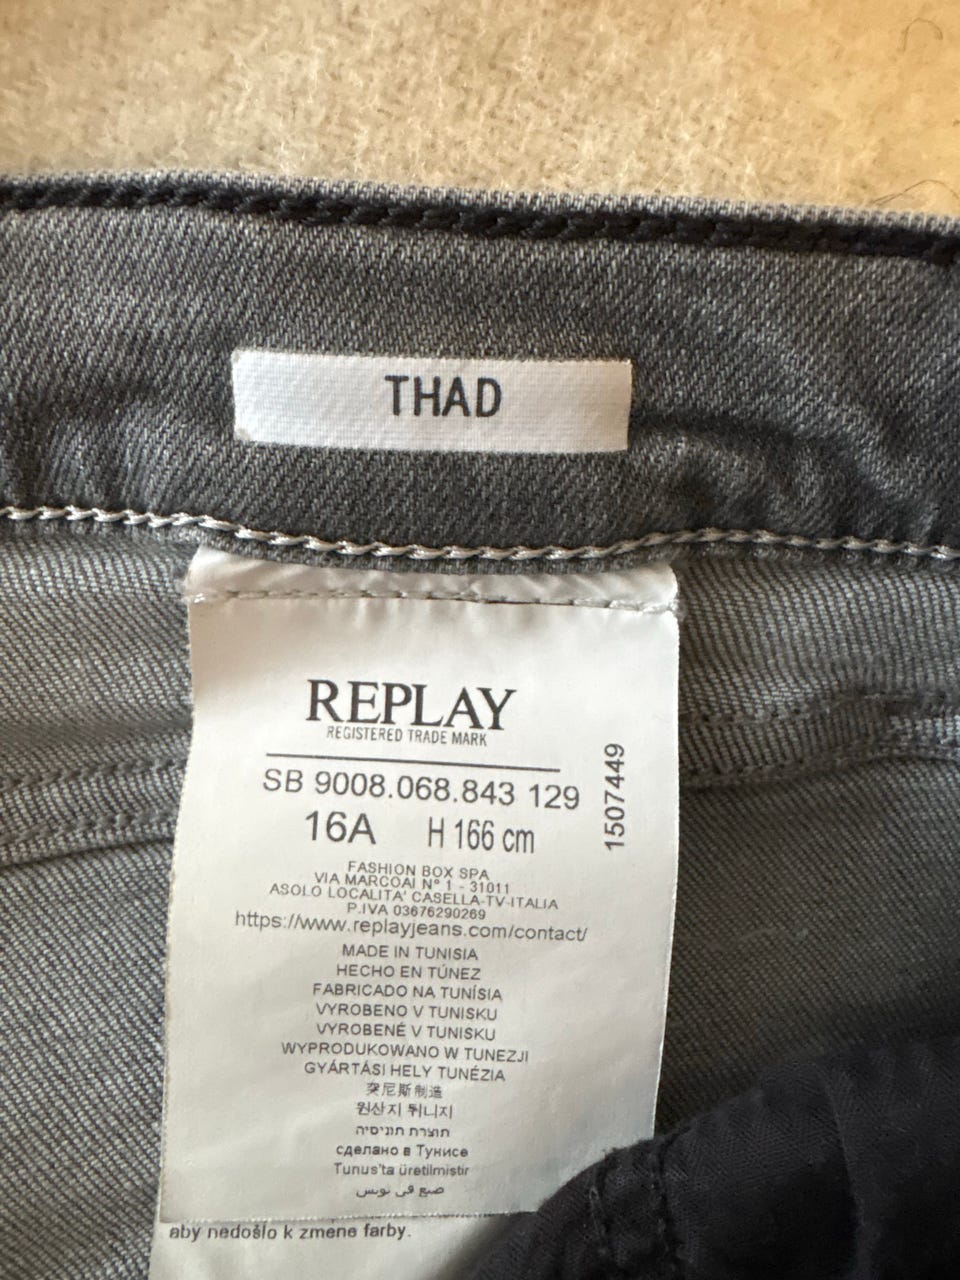 THAD
REPLAY
REGISTERED TRADE MARK
SB 9008.068.843 129
16A H 166 cm
1507449
FASHION BOX SPA
VIA MARCOAI N° 1 - 31011
ASOLO LOCALITA' CASELLA-TV-ITALIA
P.IVA 03676290269
https://www.replayjeans.com/contact/
MADE IN TUNISIA
HECHO EN TÚNEZ
FABRICADO NA TUNÍSIA
VYROBENO V TUNISKU
VYROBENÉ V TUNISKU
WYPRODUKOWANO W TUNEZJI
GYÁRTÁSI HELY TUNÉZIA
突尼斯制造
원산지 튀니지
תוצרת תוניסיה
сделано в Тунисе
Tunus'ta üretilmistir
صنع في تونس
aby nedošlo k zmene farby.